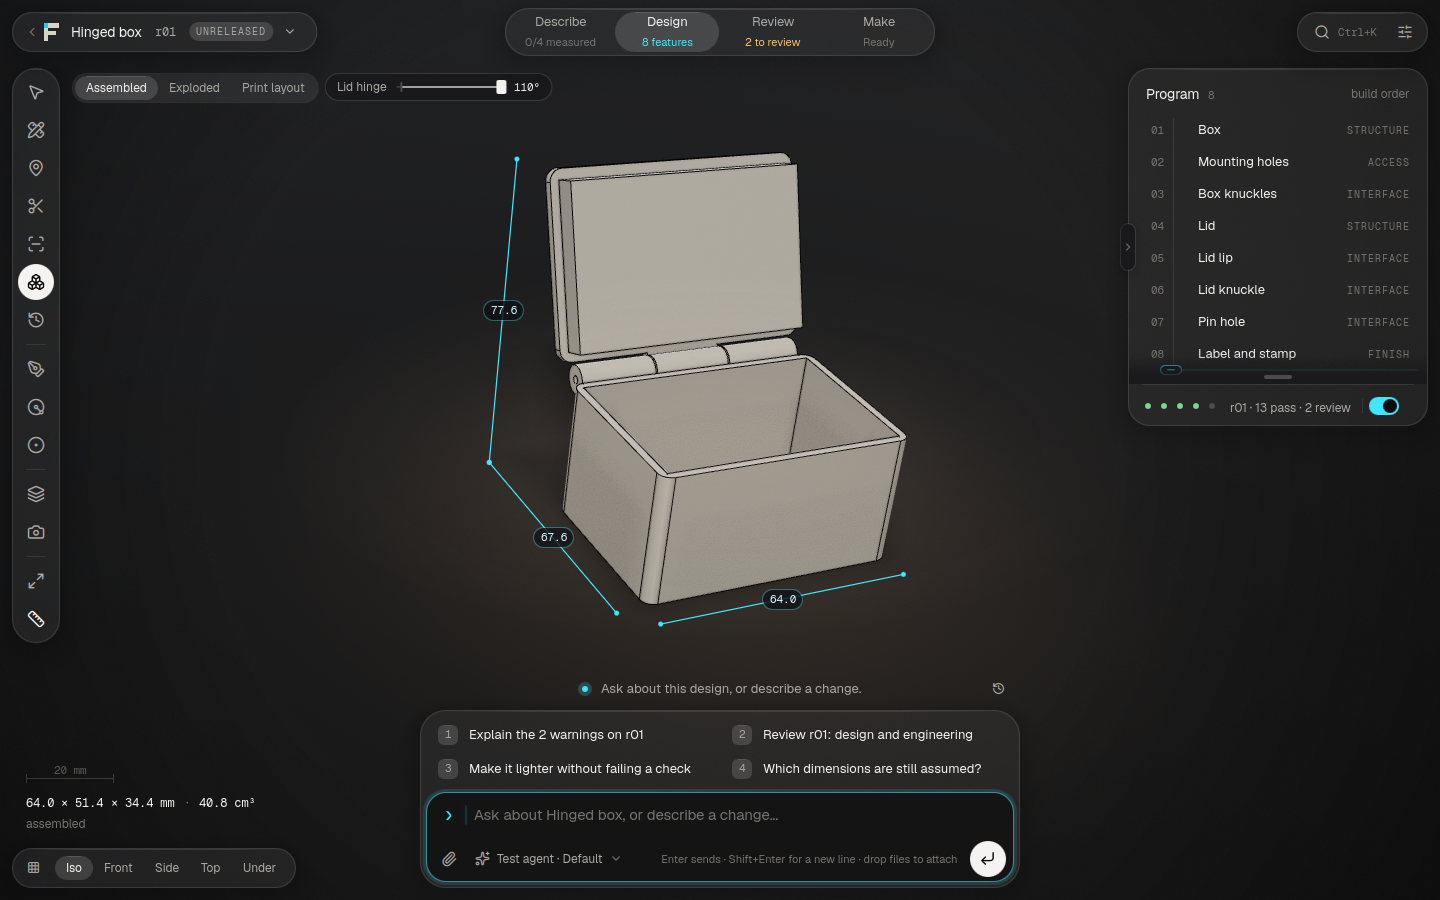 Hinged box r01 UNRELEASED
Describe
0/4 measured
Design
8 features
Review
2 to review
Make
Ready
Ctrl+K
Assembled Exploded Print layout
Lid hinge 110°
Program 8 build order
01 Box STRUCTURE
02 Mounting holes ACCESS
03 Box knuckles INTERFACE
04 Lid STRUCTURE
05 Lid lip INTERFACE
06 Lid knuckle INTERFACE
07 Pin hole INTERFACE
08 Label and stamp FINISH
r01 · 13 pass · 2 review
77.6
67.6
64.0
Ask about this design, or describe a change.
1 Explain the 2 warnings on r01
2 Review r01: design and engineering
3 Make it lighter without failing a check
4 Which dimensions are still assumed?
Ask about Hinged box, or describe a change…
Test agent · Default
Enter sends · Shift+Enter for a new line · drop files to attach
20 mm
64.0 × 51.4 × 34.4 mm · 40.8 cm³
assembled
Iso Front Side Top Under